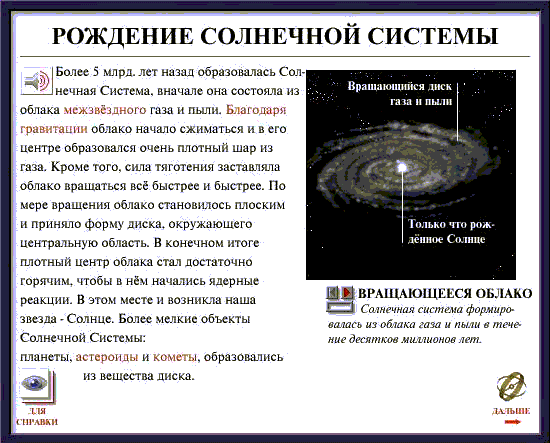 РОЖДЕНИЕ СОЛНЕЧНОЙ СИСТЕМЫ
Более 5 млрд. лет назад образовалась Сол-
нечная Система, вначале она состояла из
облака межзвёздного газа и пыли. Благодаря
гравитации облако начало сжиматься и в его
центре образовался очень плотный шар из
газа. Кроме того, сила тяготения заставляла
облако вращаться всё быстрее и быстрее. По
мере вращения облако становилось плоским
и приняло форму диска, окружающего
центральную область. В конечном итоге
плотный центр облака стал достаточно
горячим, чтобы в нём начались ядерные
реакции. В этом месте и возникла наша
звезда - Солнце. Более мелкие объекты
Солнечной Системы:
планеты, астероиды и кометы, образовались
из вещества диска.
Вращающийся диск
газа и пыли
Только что рож-
дённое Солнце
ВРАЩАЮЩЕЕСЯ ОБЛАКО
Солнечная система формиро-
валась из облака газа и пыли в тече-
ние десятков миллионов лет.
ДЛЯ
СПРАВКИ
ДАЛЬШЕ